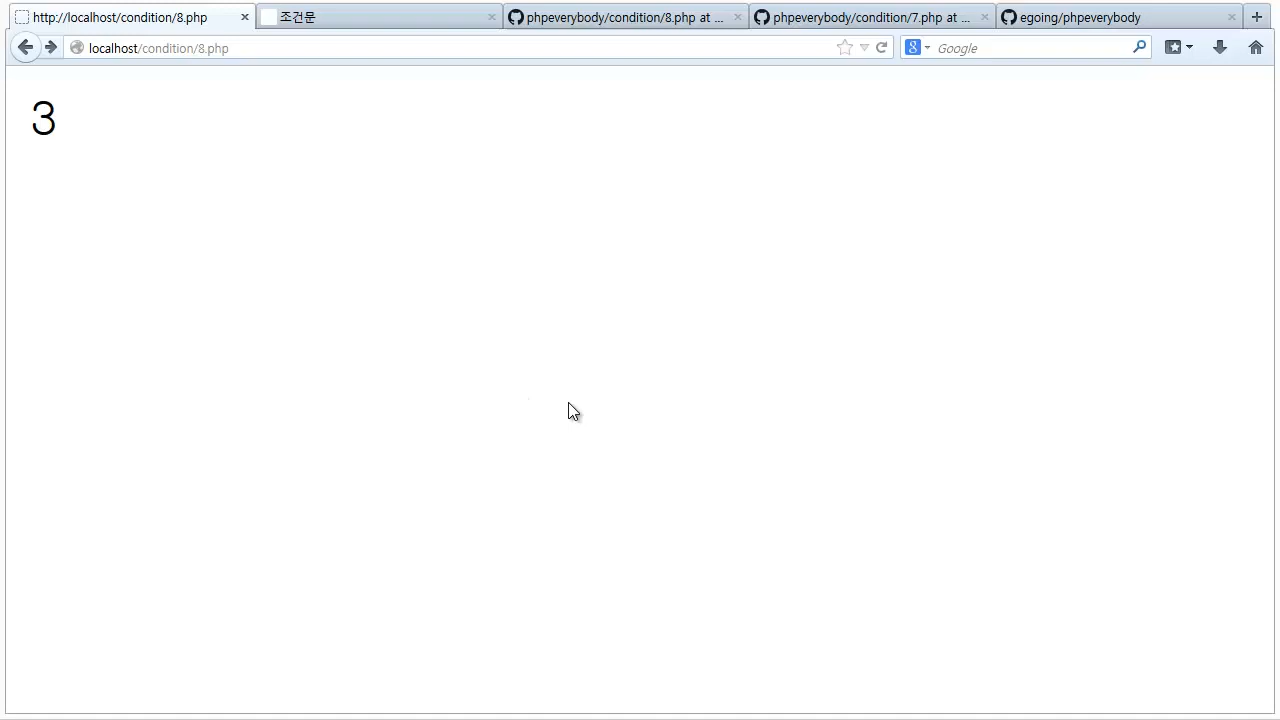 http://localhost/condition/8.php
조건문
phpeverybody/condition/8.php at ...
phpeverybody/condition/7.php at ...
egoing/phpeverybody
localhost/condition/8.php
Google
3